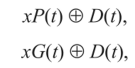 xP(t) ⊕ D(t),
xG(t) ⊕ D(t),